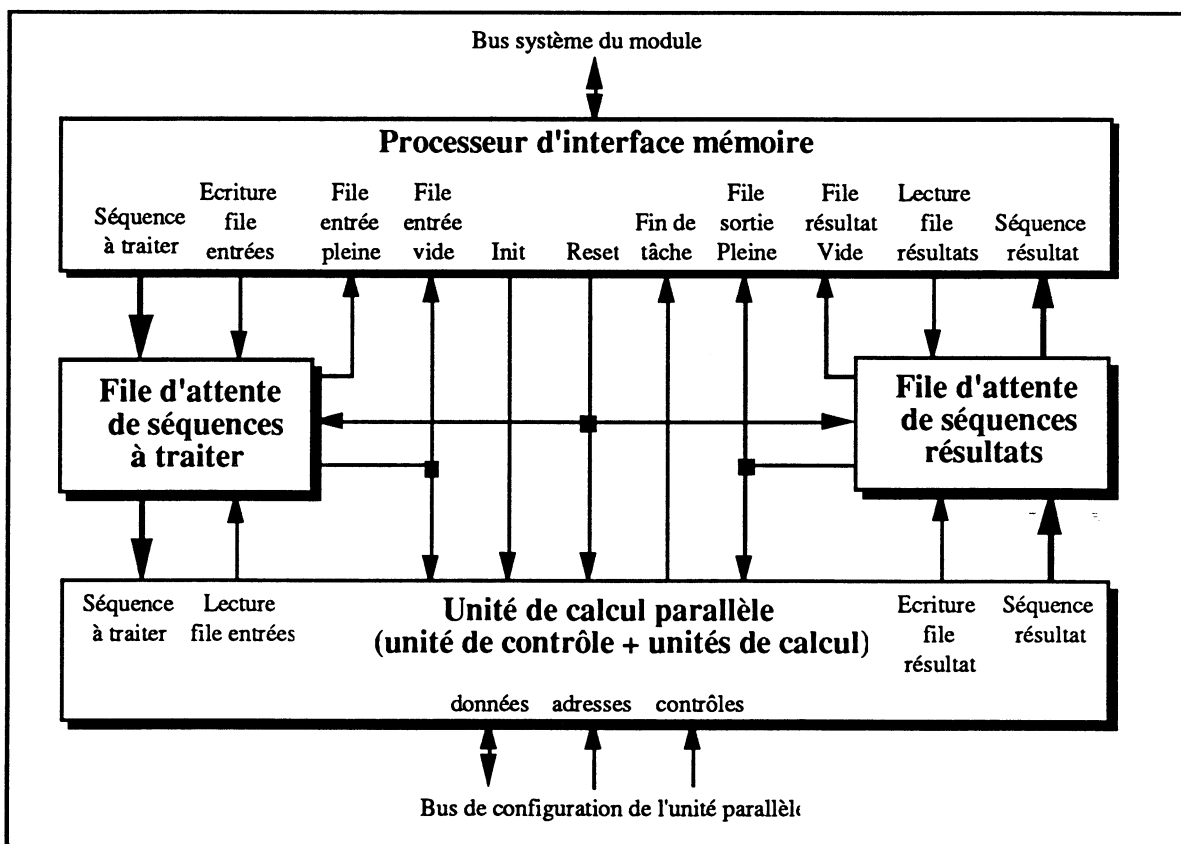 Bus système du module
Processeur d'interface mémoire
Séquence
à traiter
Ecriture
file
entrées
File
entrée
pleine
File
entrée
vide
Init
Reset
Fin de
tâche
File
sortie
Pleine
File
résultat
Vide
Lecture
file
résultats
Séquence
résultat
File d'attente
de séquences
à traiter
File d'attente
de séquences
résultats
Séquence
à traiter
Lecture
file entrées
Unité de calcul parallèle
(unité de contrôle + unités de calcul)
Ecriture
file
résultat
Séquence
résultat
données adresses contrôles
Bus de configuration de l'unité parallèle